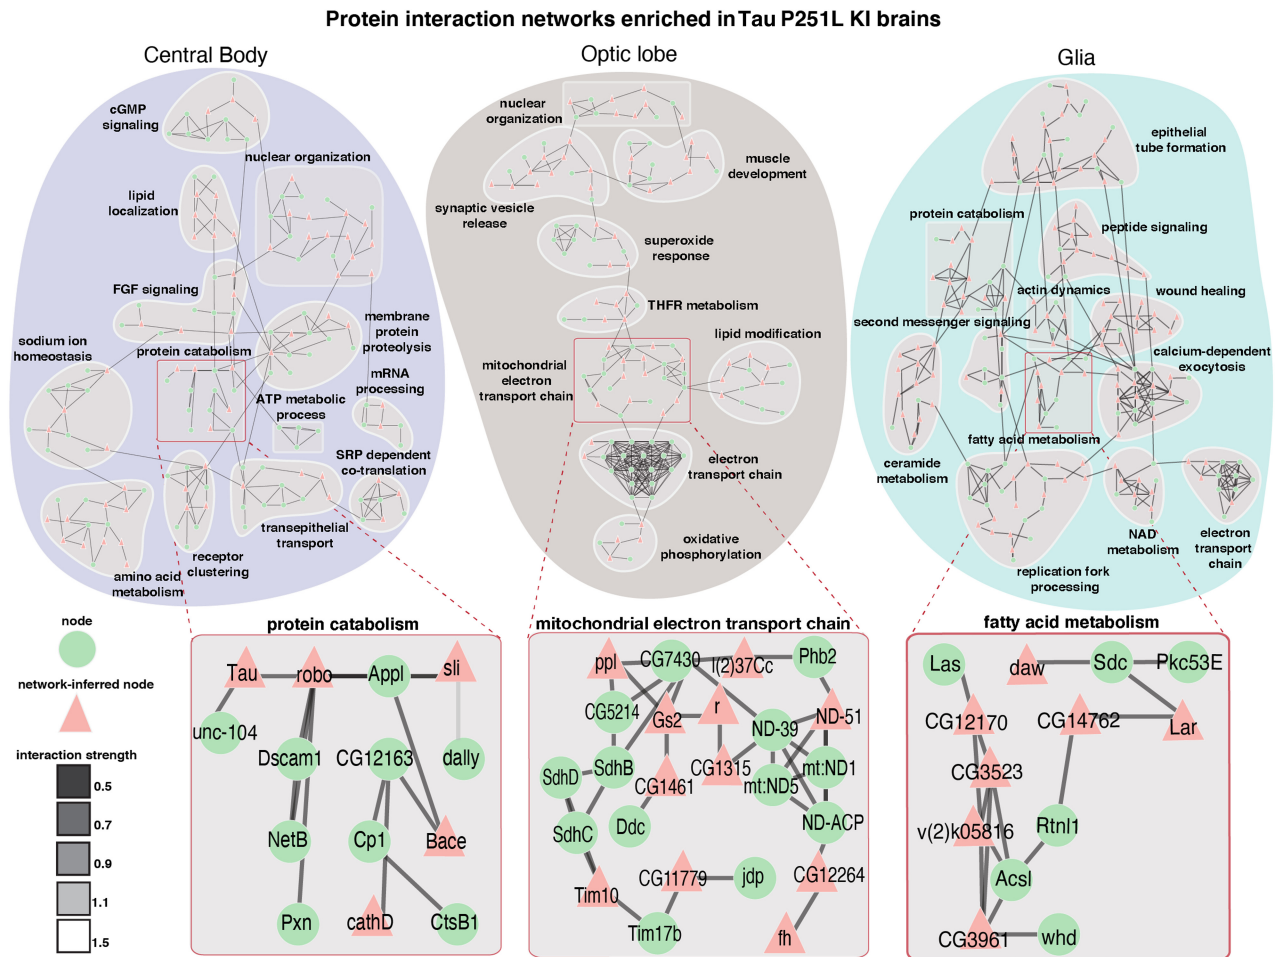 Protein interaction networks enriched in Tau P251L KI brains
Central Body
Optic lobe
Glia
cGMP
signaling
nuclear organization
lipid
localization
FGF signaling
sodium ion
homeostasis
protein catabolism
membrane
protein
proteolysis
mRNA
processing
ATP metabolic
process
SRP dependent
co-translation
transepithelial
transport
receptor
clustering
amino acid
metabolism
nuclear
organization
muscle
development
synaptic vesicle
release
superoxide
response
THFR metabolism
lipid modification
mitochondrial
electron
transport chain
electron
transport chain
oxidative
phosphorylation
epithelial
tube formation
protein catabolism
peptide signaling
actin dynamics
wound healing
second messenger signaling
calcium-dependent
exocytosis
fatty acid metabolism
ceramide
metabolism
NAD
metabolism
electron
transport
chain
replication fork
processing
node
network-inferred node
interaction strength
0.5
0.7
0.9
1.1
1.5
protein catabolism
Tau
robo
Appl
sli
unc-104
Dscam1
CG12163
dally
NetB
Cp1
Bace
Pxn
cathD
CtsB1
mitochondrial electron transport chain
ppl
CG7430
l(2)37Cc
Phb2
CG5214
Gs2
r
ND-39
ND-51
SdhD
SdhB
CG1461
CG1315
mt:ND5
mt:ND1
SdhC
Ddc
ND-ACP
Tim10
CG11779
jdp
CG12264
Tim17b
fh
fatty acid metabolism
Las
daw
Sdc
Pkc53E
CG12170
CG14762
Lar
CG3523
v(2)k05816
Rtnl1
Acsl
CG3961
whd